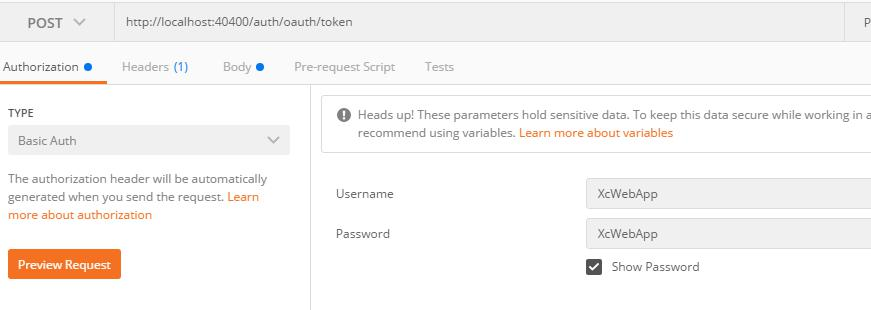 POST http://localhost:40400/auth/oauth/token P
Authorization Headers (1) Body Pre-request Script Tests
TYPE
Basic Auth
The authorization header will be automatically
generated when you send the request. Learn
more about authorization
Preview Request
Heads up! These parameters hold sensitive data. To keep this data secure while working in a
recommend using variables. Learn more about variables
Username XcWebApp
Password XcWebApp
Show Password